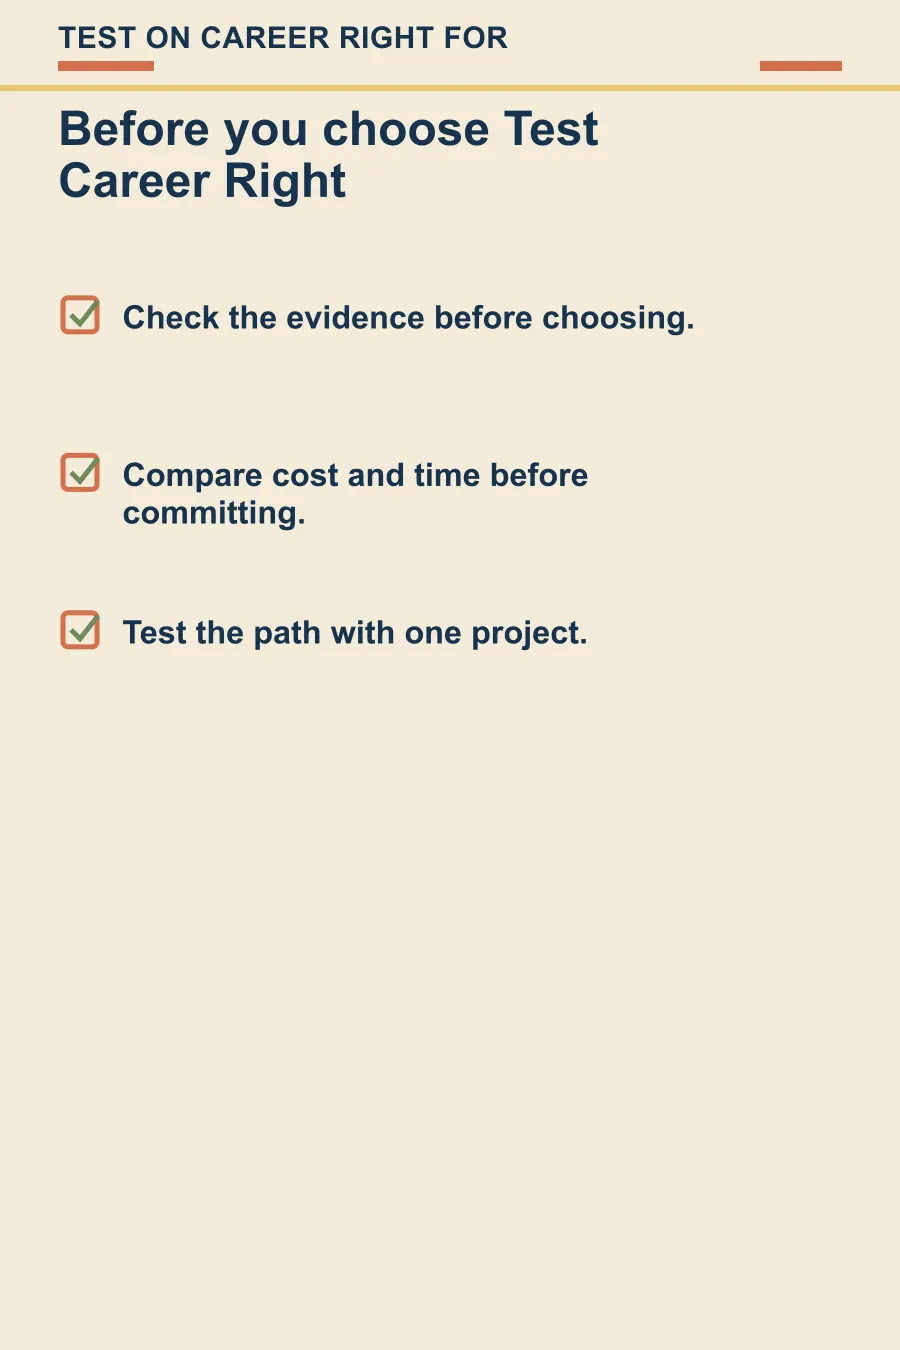 TEST ON CAREER RIGHT FOR
Before you choose Test
Career Right
Check the evidence before choosing.
Compare cost and time before
committing.
Test the path with one project.